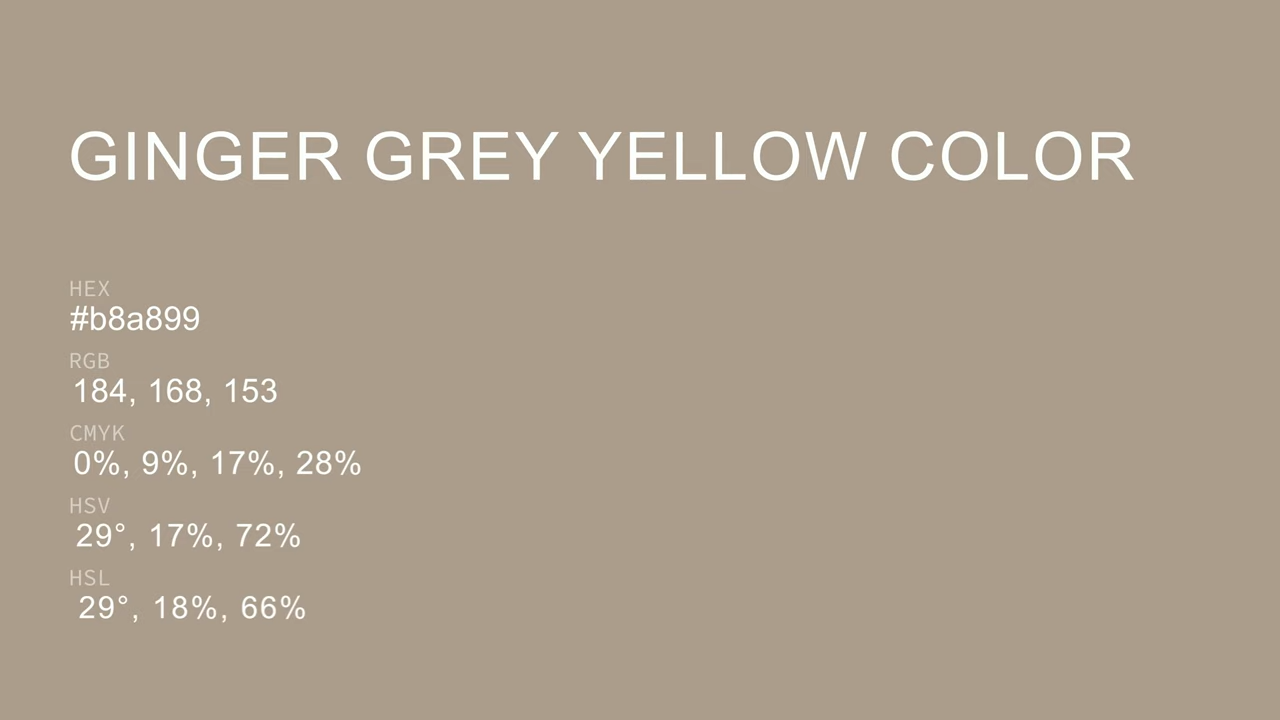 GINGER GREY YELLOW COLOR
HEX
#b8a899
RGB
184, 168, 153
CMYK
0%, 9%, 17%, 28%
HSV
29°, 17%, 72%
HSL
29°, 18%, 66%